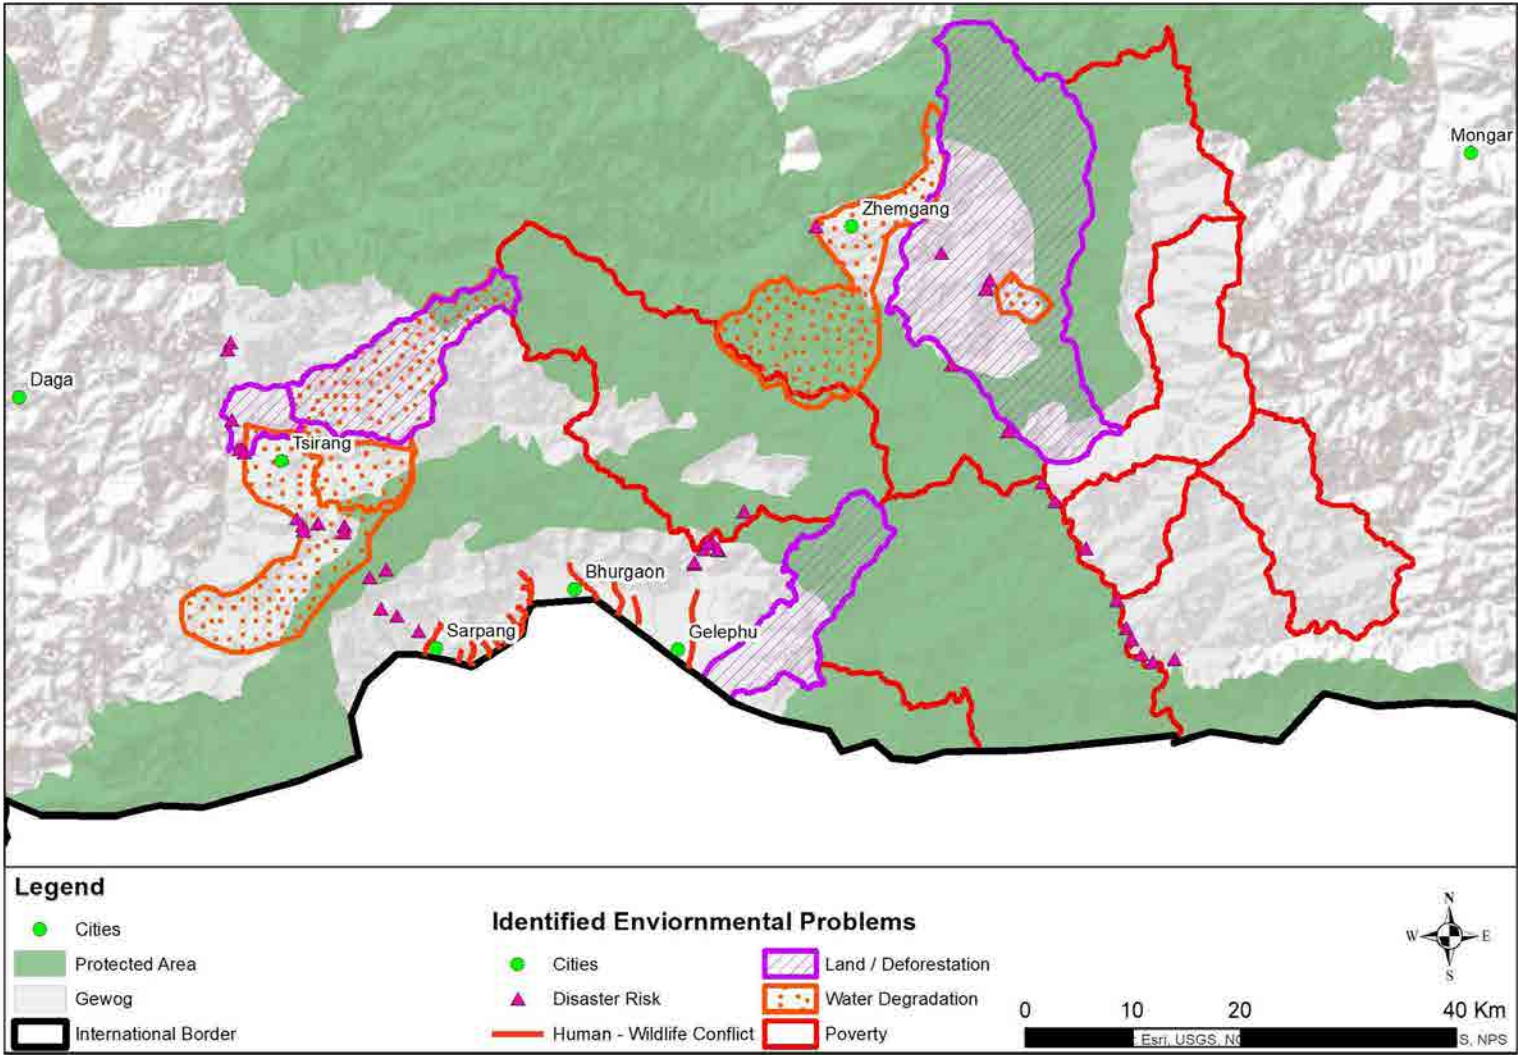 Mongar
Zhemgang
Daga
Tsirang
Bhurgaon
Sarpang
Gelephu
Legend
Cities
Protected Area
Gewog
International Border
Identified Enviornmental Problems
Cities
Disaster Risk
Human - Wildlife Conflict
Land / Deforestation
Water Degradation
Poverty
N
W E
S
0 10 20 40 Km
Esri, USGS, S, NPS